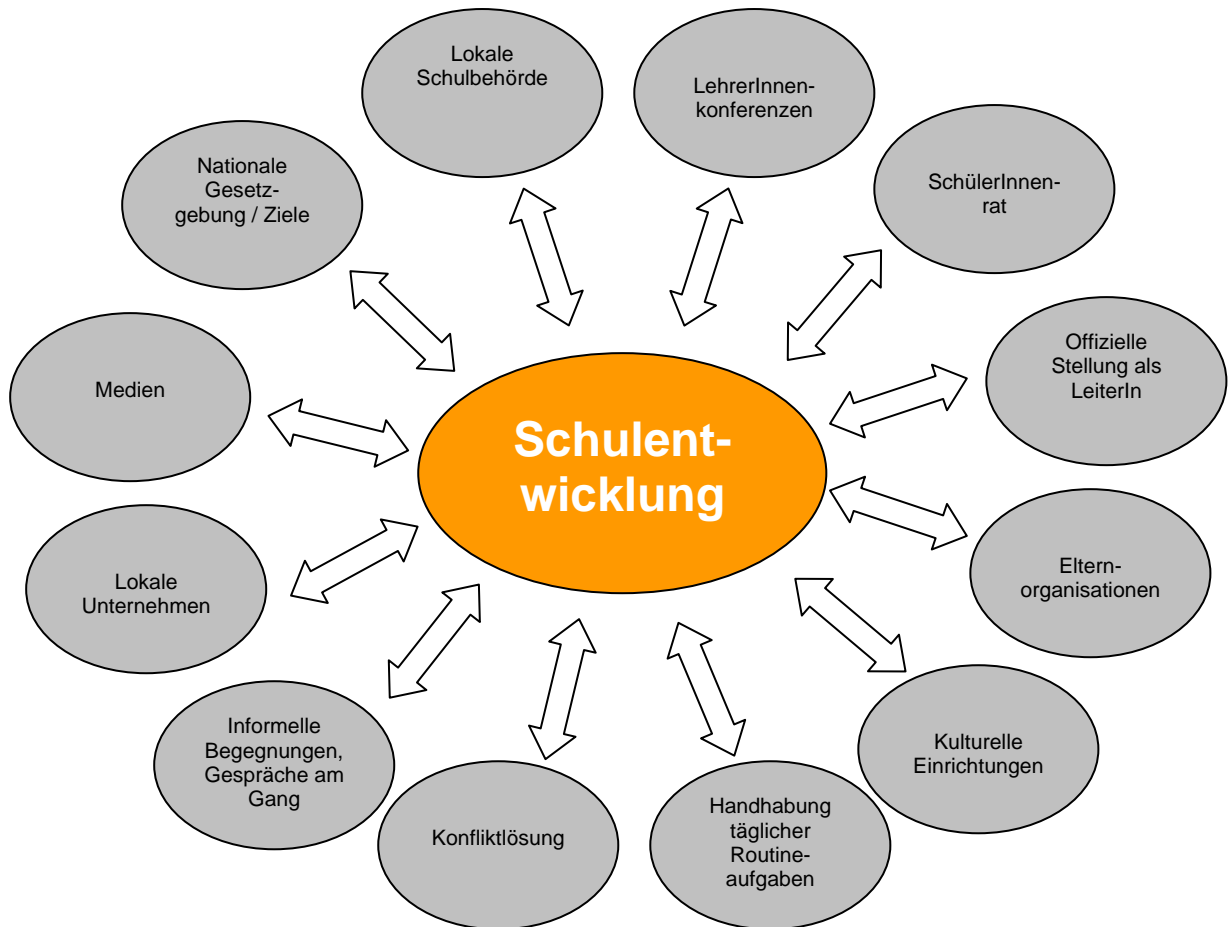 Lokale
Schulbehörde
LehrerInnen-
konferenzen
SchülerInnen-
rat
Offizielle
Stellung als
LeiterIn
Eltern-
organisationen
Kulturelle
Einrichtungen
Handhabung
täglicher
Routine-
aufgaben
Konfliktlösung
Informelle
Begegnungen,
Gespräche am
Gang
Lokale
Unternehmen
Medien
Nationale
Gesetz-
gebung / Ziele
Schulent-
wicklung